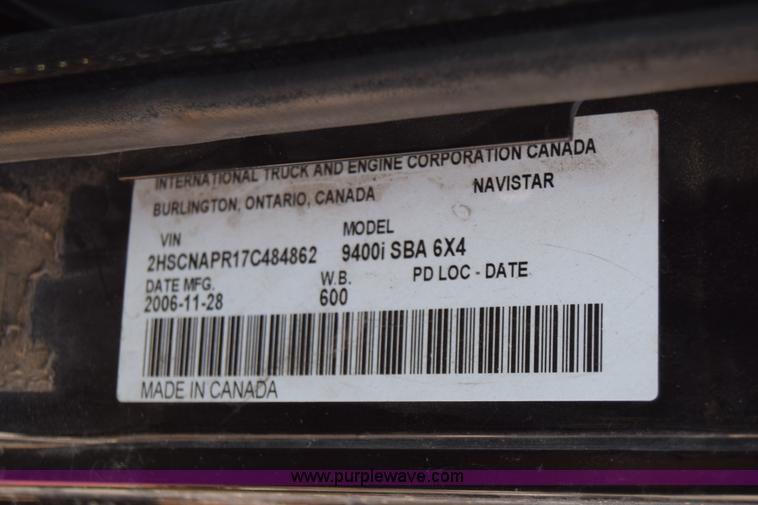 INTERNATIONAL TRUCK AND ENGINE CORPORATION CANADA
BURLINGTON, ONTARIO, CANADA NAVISTAR
VIN MODEL
2HSCNAPR17C484862 9400i SBA 6X4
DATE MFG. W.B. PD LOC - DATE
2006-11-28 600
MADE IN CANADA
www.purplewave.com